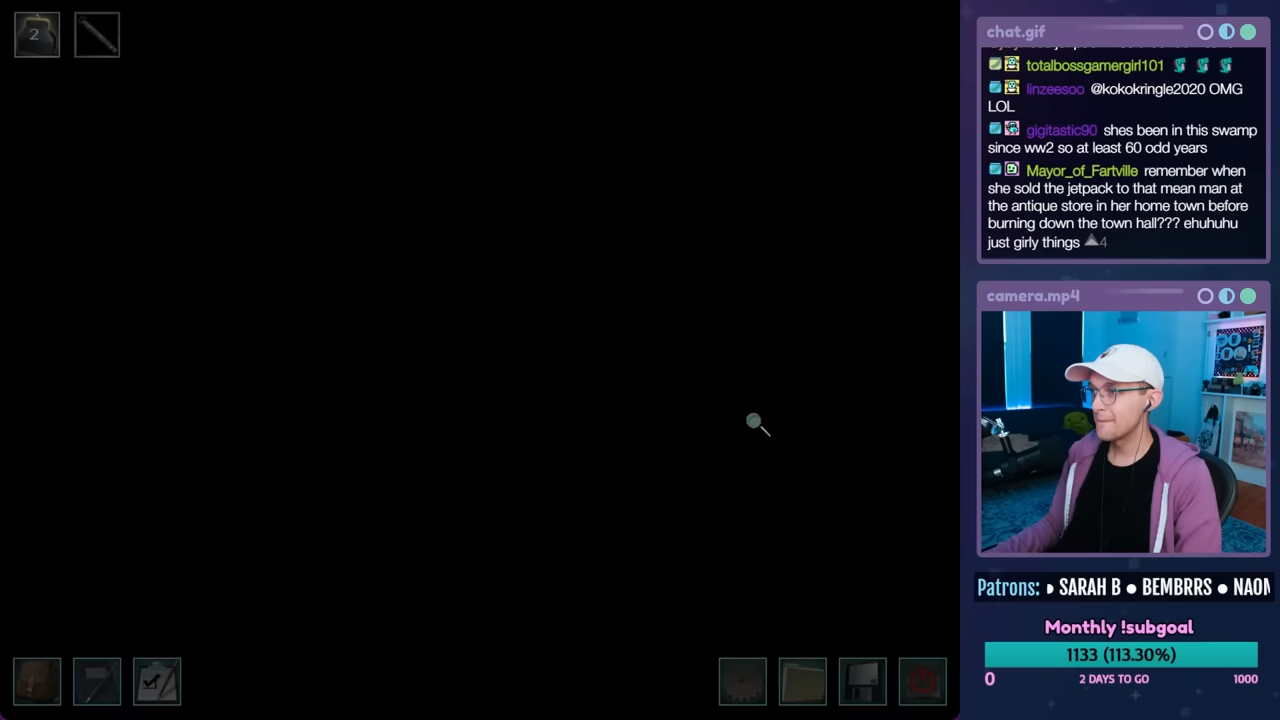 2
chat.gif
totalbossgamergirl101
linzeesoo @kokokringle2020 OMG
LOL
gigitastic90 shes been in this swamp
since ww2 so at least 60 odd years
Mayor_of_Fartville remember when
she sold the jetpack to that mean man at
the antique store in her home town before
burning down the town hall??? ehuhuhu
just girly things 4
camera.mp4
Patrons: SARAH B ● BEMBRRS ● NAOM
Monthly !subgoal
1133 (113.30%)
0 2 DAYS TO GO 1000